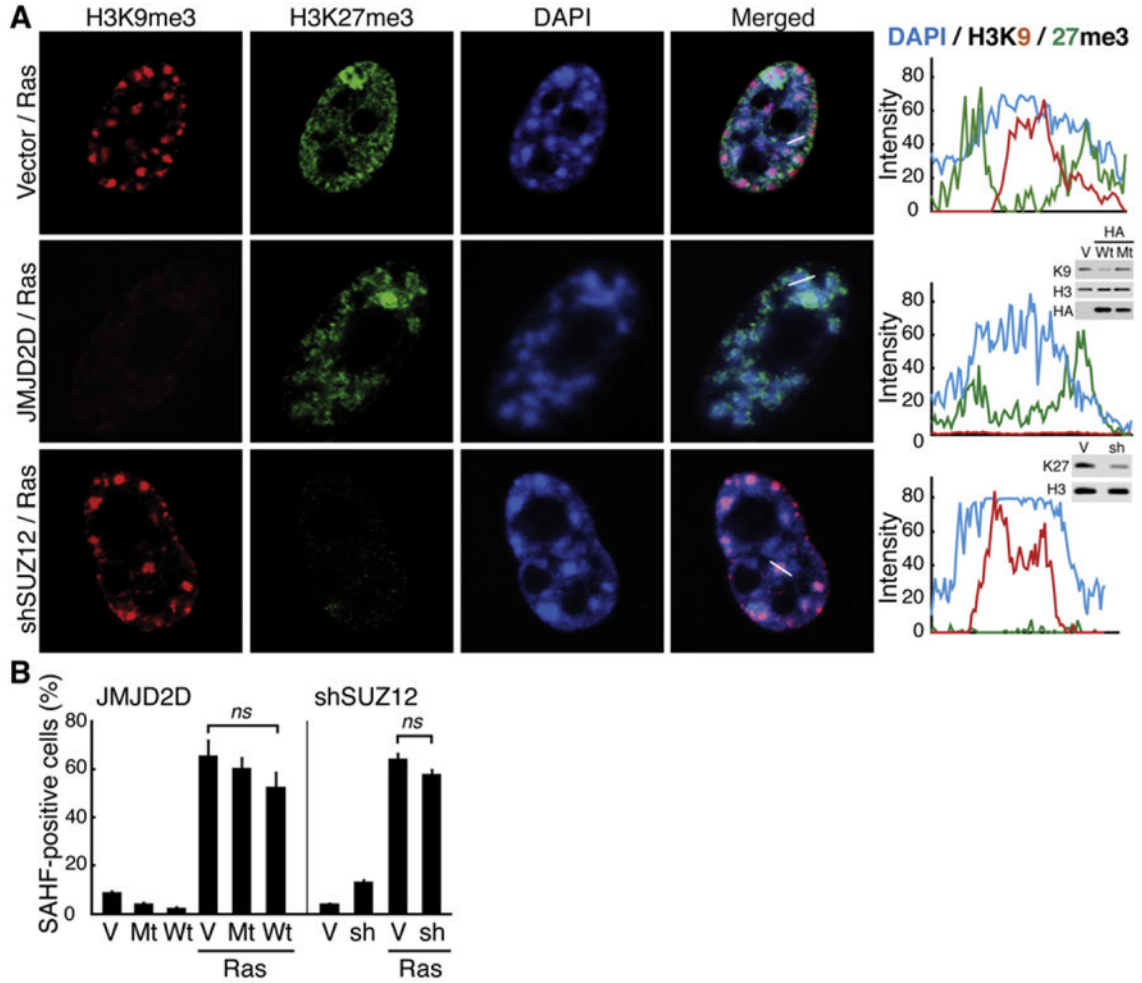 A
H3K9me3 H3K27me3 DAPI Merged
DAPI / H3K9 / 27me3
Vector / Ras
Intensity
80
60
40
20
0
JMJD2D / Ras
HA
V Wt Mt
K9
H3
HA
Intensity
80
60
40
20
0
shSUZ12 / Ras
V sh
K27
H3
Intensity
80
60
40
20
0
B
JMJD2D shSUZ12
SAHF-positive cells (%)
80
60
40
20
0
ns ns
V Mt Wt V Mt Wt V sh V sh
Ras Ras